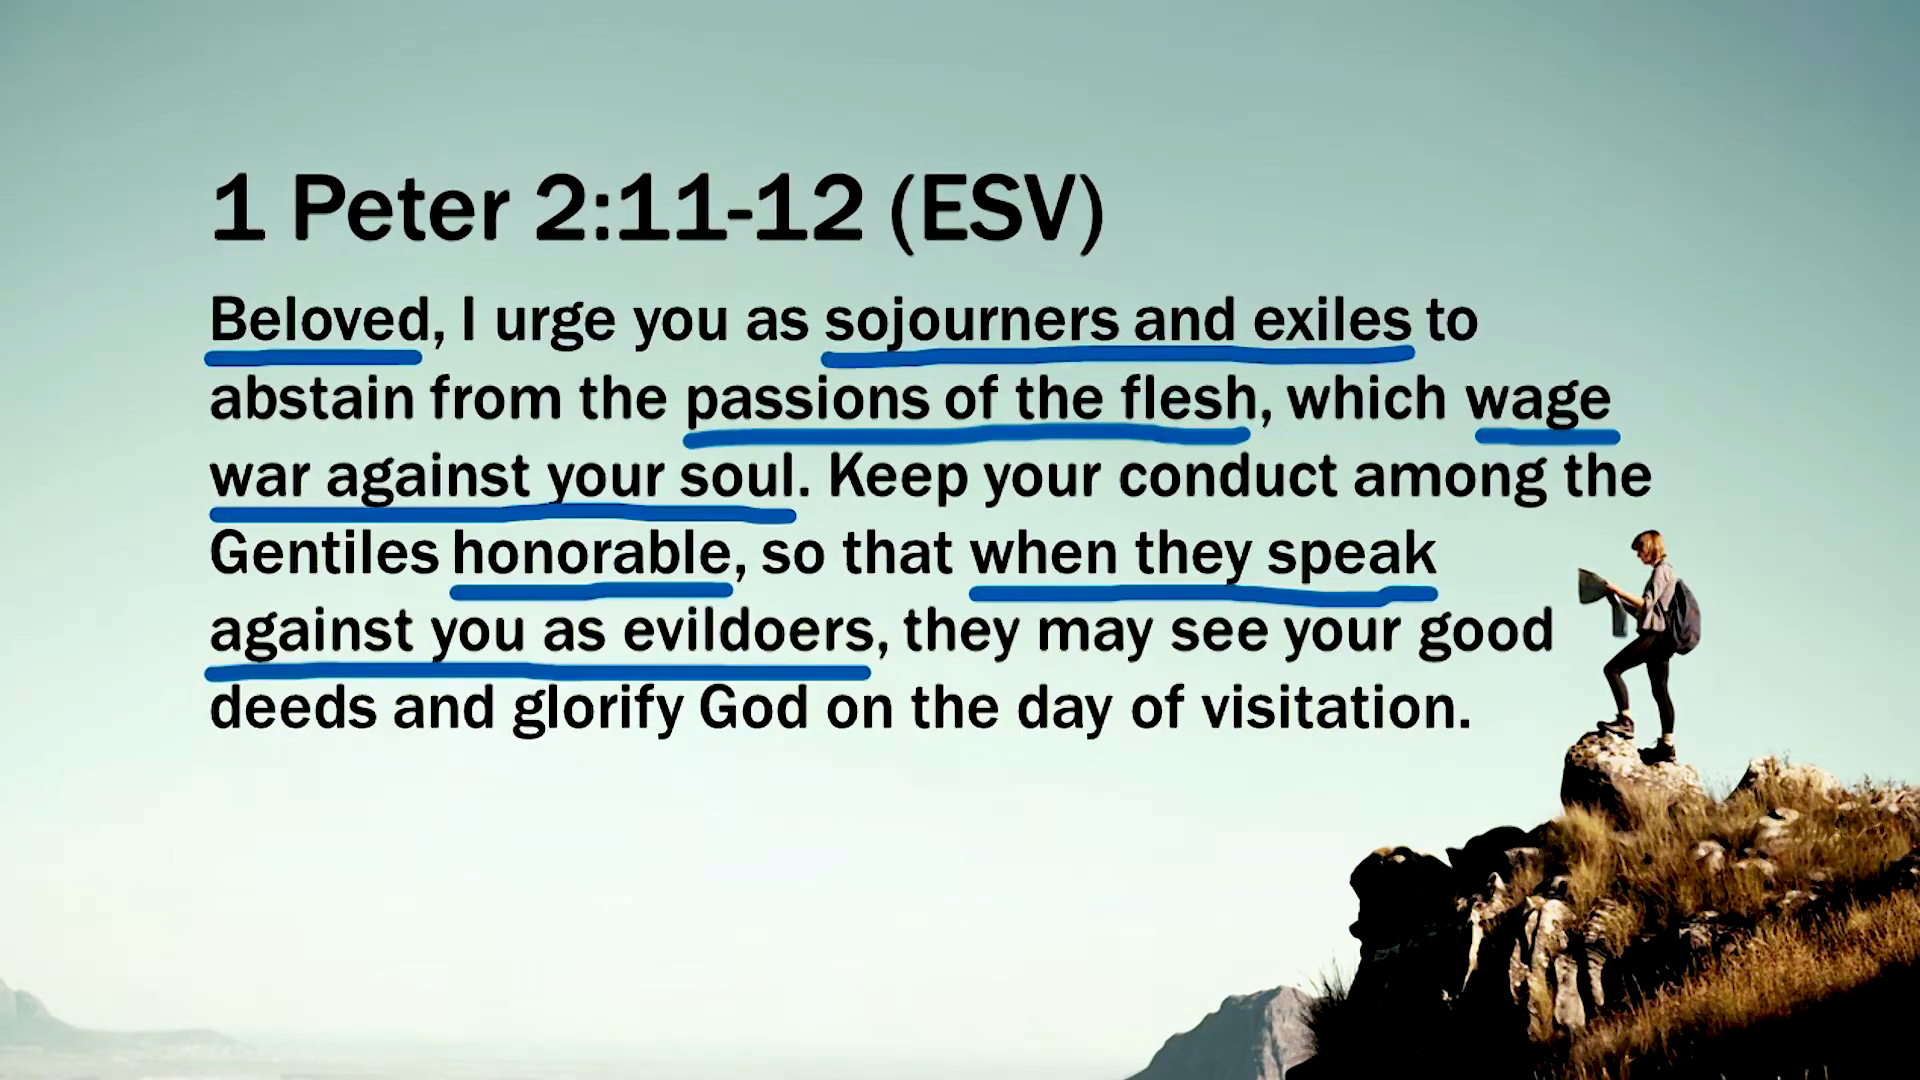 1 Peter 2:11-12 (ESV)
Beloved, I urge you as sojourners and exiles to
abstain from the passions of the flesh, which wage
war against your soul. Keep your conduct among the
Gentiles honorable, so that when they speak
against you as evildoers, they may see your good
deeds and glorify God on the day of visitation.